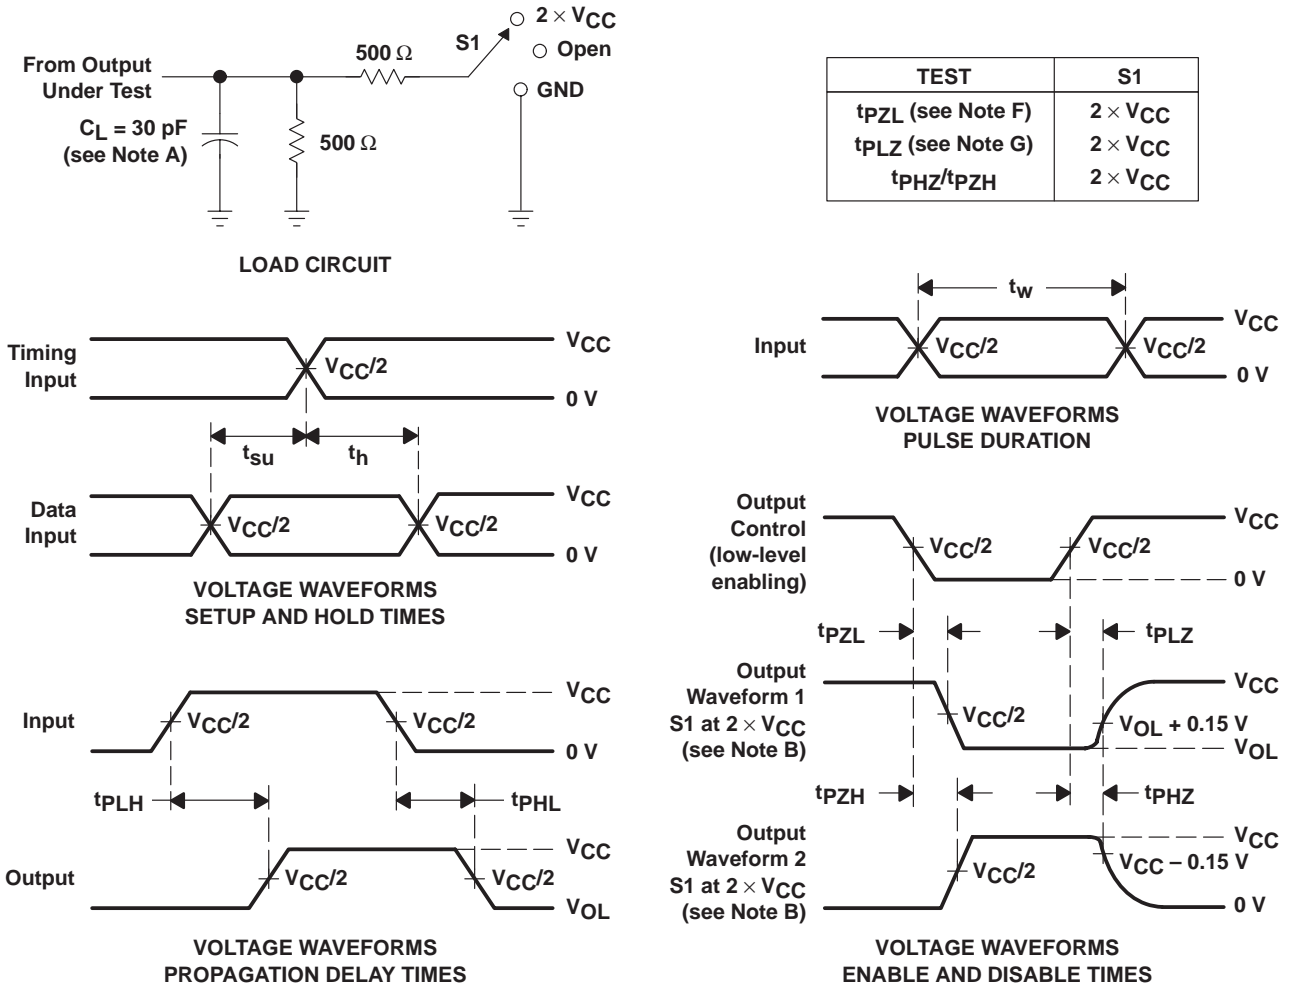 2 × VCC
S1
Open
500 Ω
From Output
Under Test
GND
CL = 30 pF
(see Note A)
500 Ω
LOAD CIRCUIT
TEST S1
tPZL (see Note F) 2 × VCC
tPLZ (see Note G) 2 × VCC
tPHZ/tPZH 2 × VCC
tw
Input
VCC/2
VCC/2
VCC
0 V
VOLTAGE WAVEFORMS
PULSE DURATION
Timing
Input
VCC/2
VCC
0 V
tsu
th
Data
Input
VCC/2
VCC/2
VCC
0 V
VOLTAGE WAVEFORMS
SETUP AND HOLD TIMES
Input
VCC/2
VCC/2
VCC
0 V
tPLH
tPHL
Output
VCC/2
VCC/2
VCC
VOL
VOLTAGE WAVEFORMS
PROPAGATION DELAY TIMES
Output
Control
(low-level
enabling)
VCC/2
VCC/2
VCC
0 V
tPZL
tPLZ
Output
Waveform 1
S1 at 2 × VCC
(see Note B)
VCC/2
VCC
VOL + 0.15 V
VOL
tPZH
tPHZ
Output
Waveform 2
S1 at 2 × VCC
(see Note B)
VCC/2
VCC
VCC – 0.15 V
0 V
VOLTAGE WAVEFORMS
ENABLE AND DISABLE TIMES